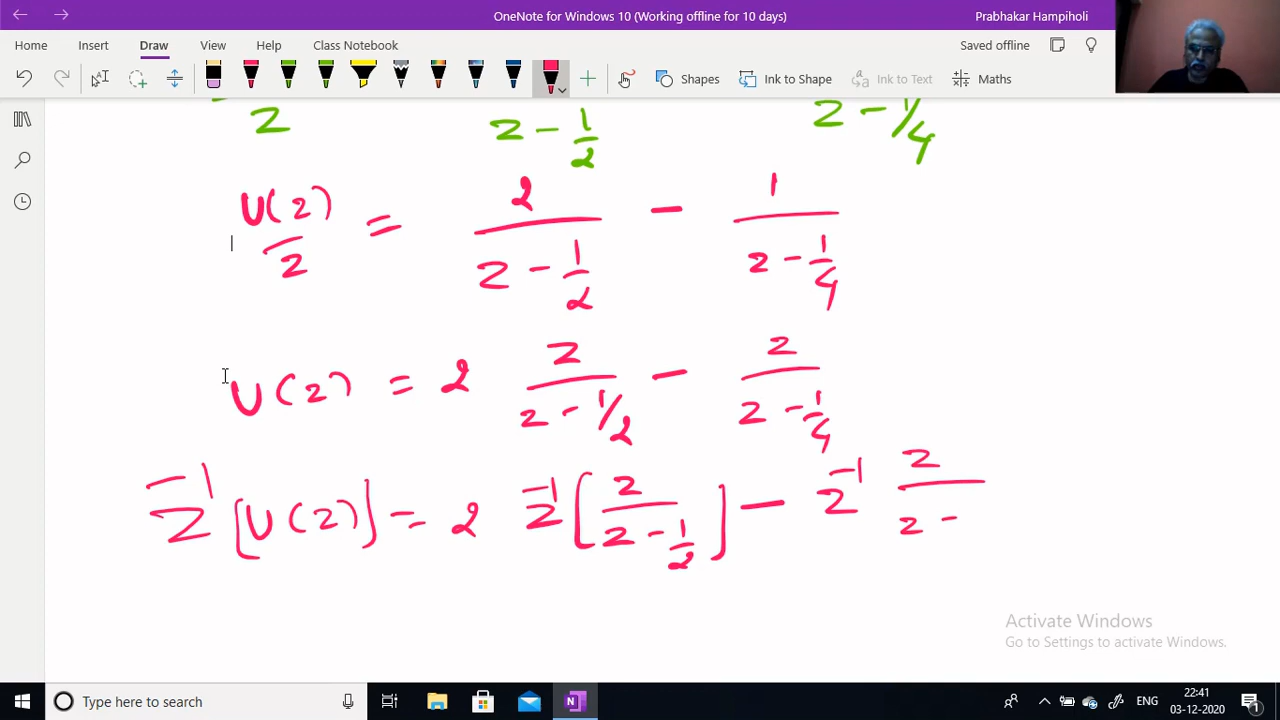 OneNote for Windows 10 (Working offline for 10 days) Prabhakar Hampiholi
Home Insert Draw View Help Class Notebook Saved offline
Shapes Ink to Shape Ink to Text Maths
z z - 1/2 z - 1/4
U(z)/z = 2/(z - 1/2) - 1/(z - 1/4)
U(z) = 2 z/(z - 1/2) - z/(z - 1/4)
z⁻¹[U(z)] = 2 z⁻¹[z/(z - 1/2)] - z⁻¹ z/(z -
Activate Windows
Go to Settings to activate Windows.
Type here to search ENG 22:41
03-12-2020 1